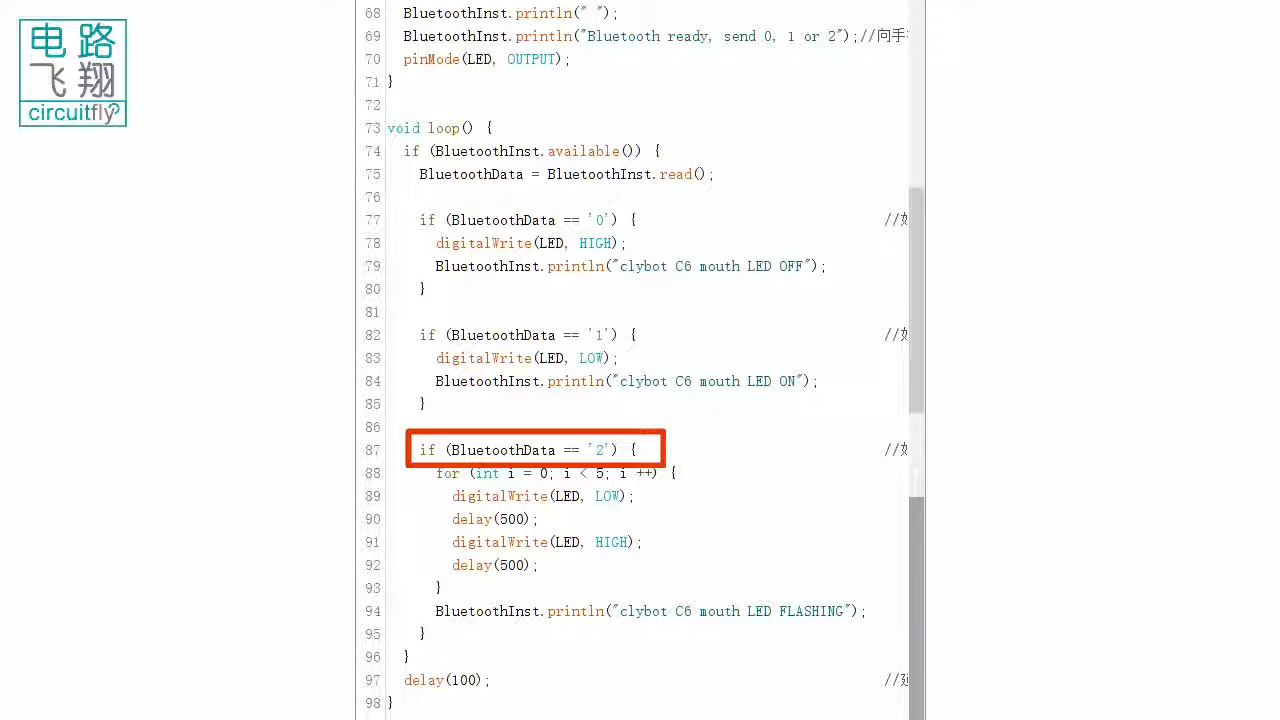 电路
飞翔
circuitfly
68 BluetoothInst.println(" ");
69 BluetoothInst.println("Bluetooth ready, send 0, 1 or 2");//向手
70 pinMode(LED, OUTPUT);
71 }
72
73 void loop() {
74 if (BluetoothInst.available()) {
75 BluetoothData = BluetoothInst.read();
76
77 if (BluetoothData == '0') { //如
78 digitalWrite(LED, HIGH);
79 BluetoothInst.println("clybot C6 mouth LED OFF");
80 }
81
82 if (BluetoothData == '1') { //如
83 digitalWrite(LED, LOW);
84 BluetoothInst.println("clybot C6 mouth LED ON");
85 }
86
87 if (BluetoothData == '2') { //如
88 for (int i = 0; i < 5; i ++) {
89 digitalWrite(LED, LOW);
90 delay(500);
91 digitalWrite(LED, HIGH);
92 delay(500);
93 }
94 BluetoothInst.println("clybot C6 mouth LED FLASHING");
95 }
96 }
97 delay(100); //延
98 }